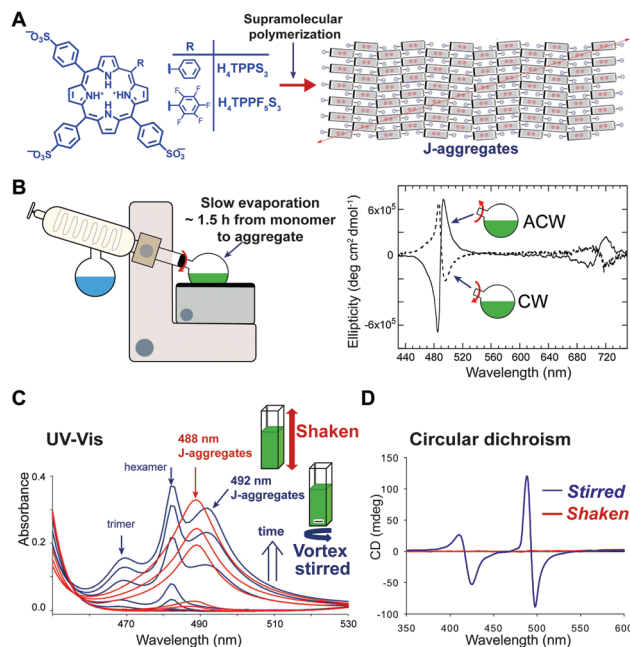 A
Supramolecular
polymerization
R
H₄TPPS₃
H₄TPPF₅S₃
-O₃S
SO₃-
R
N
H
NH+
+HN
H
N
-O₃S
SO₃-
F
F
F
F
F
J-aggregates
B
Slow evaporation
~ 1.5 h from monomer
to aggregate
Ellipticity (deg cm² dmol⁻¹)
6x10⁵
0
-6x10⁵
ACW
CW
440
480
520
560
600
640
680
720
Wavelength (nm)
C
UV-Vis
488 nm
J-aggregates
Shaken
hexamer
492 nm
J-aggregates
trimer
time
Vortex
stirred
Absorbance
0.4
0.2
0.0
470
490
510
530
Wavelength (nm)
D
Circular dichroism
Stirred
Shaken
CD (mdeg)
150
100
50
0
-50
-100
350
400
450
500
550
600
Wavelength (nm)